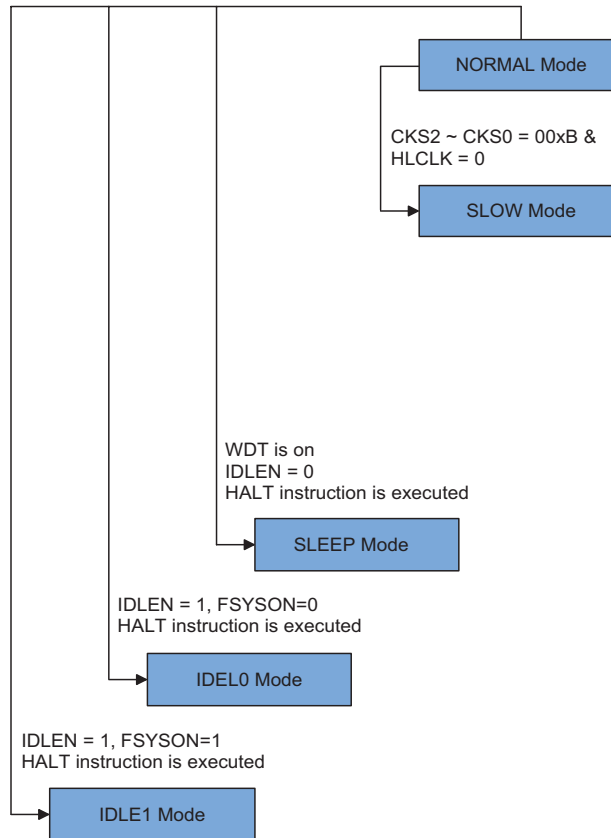 NORMAL Mode
CKS2 ~ CKS0 = 00xB &
HLCLK = 0
SLOW Mode
WDT is on
IDLEN = 0
HALT instruction is executed
SLEEP Mode
IDLEN = 1, FSYSON=0
HALT instruction is executed
IDEL0 Mode
IDLEN = 1, FSYSON=1
HALT instruction is executed
IDLE1 Mode